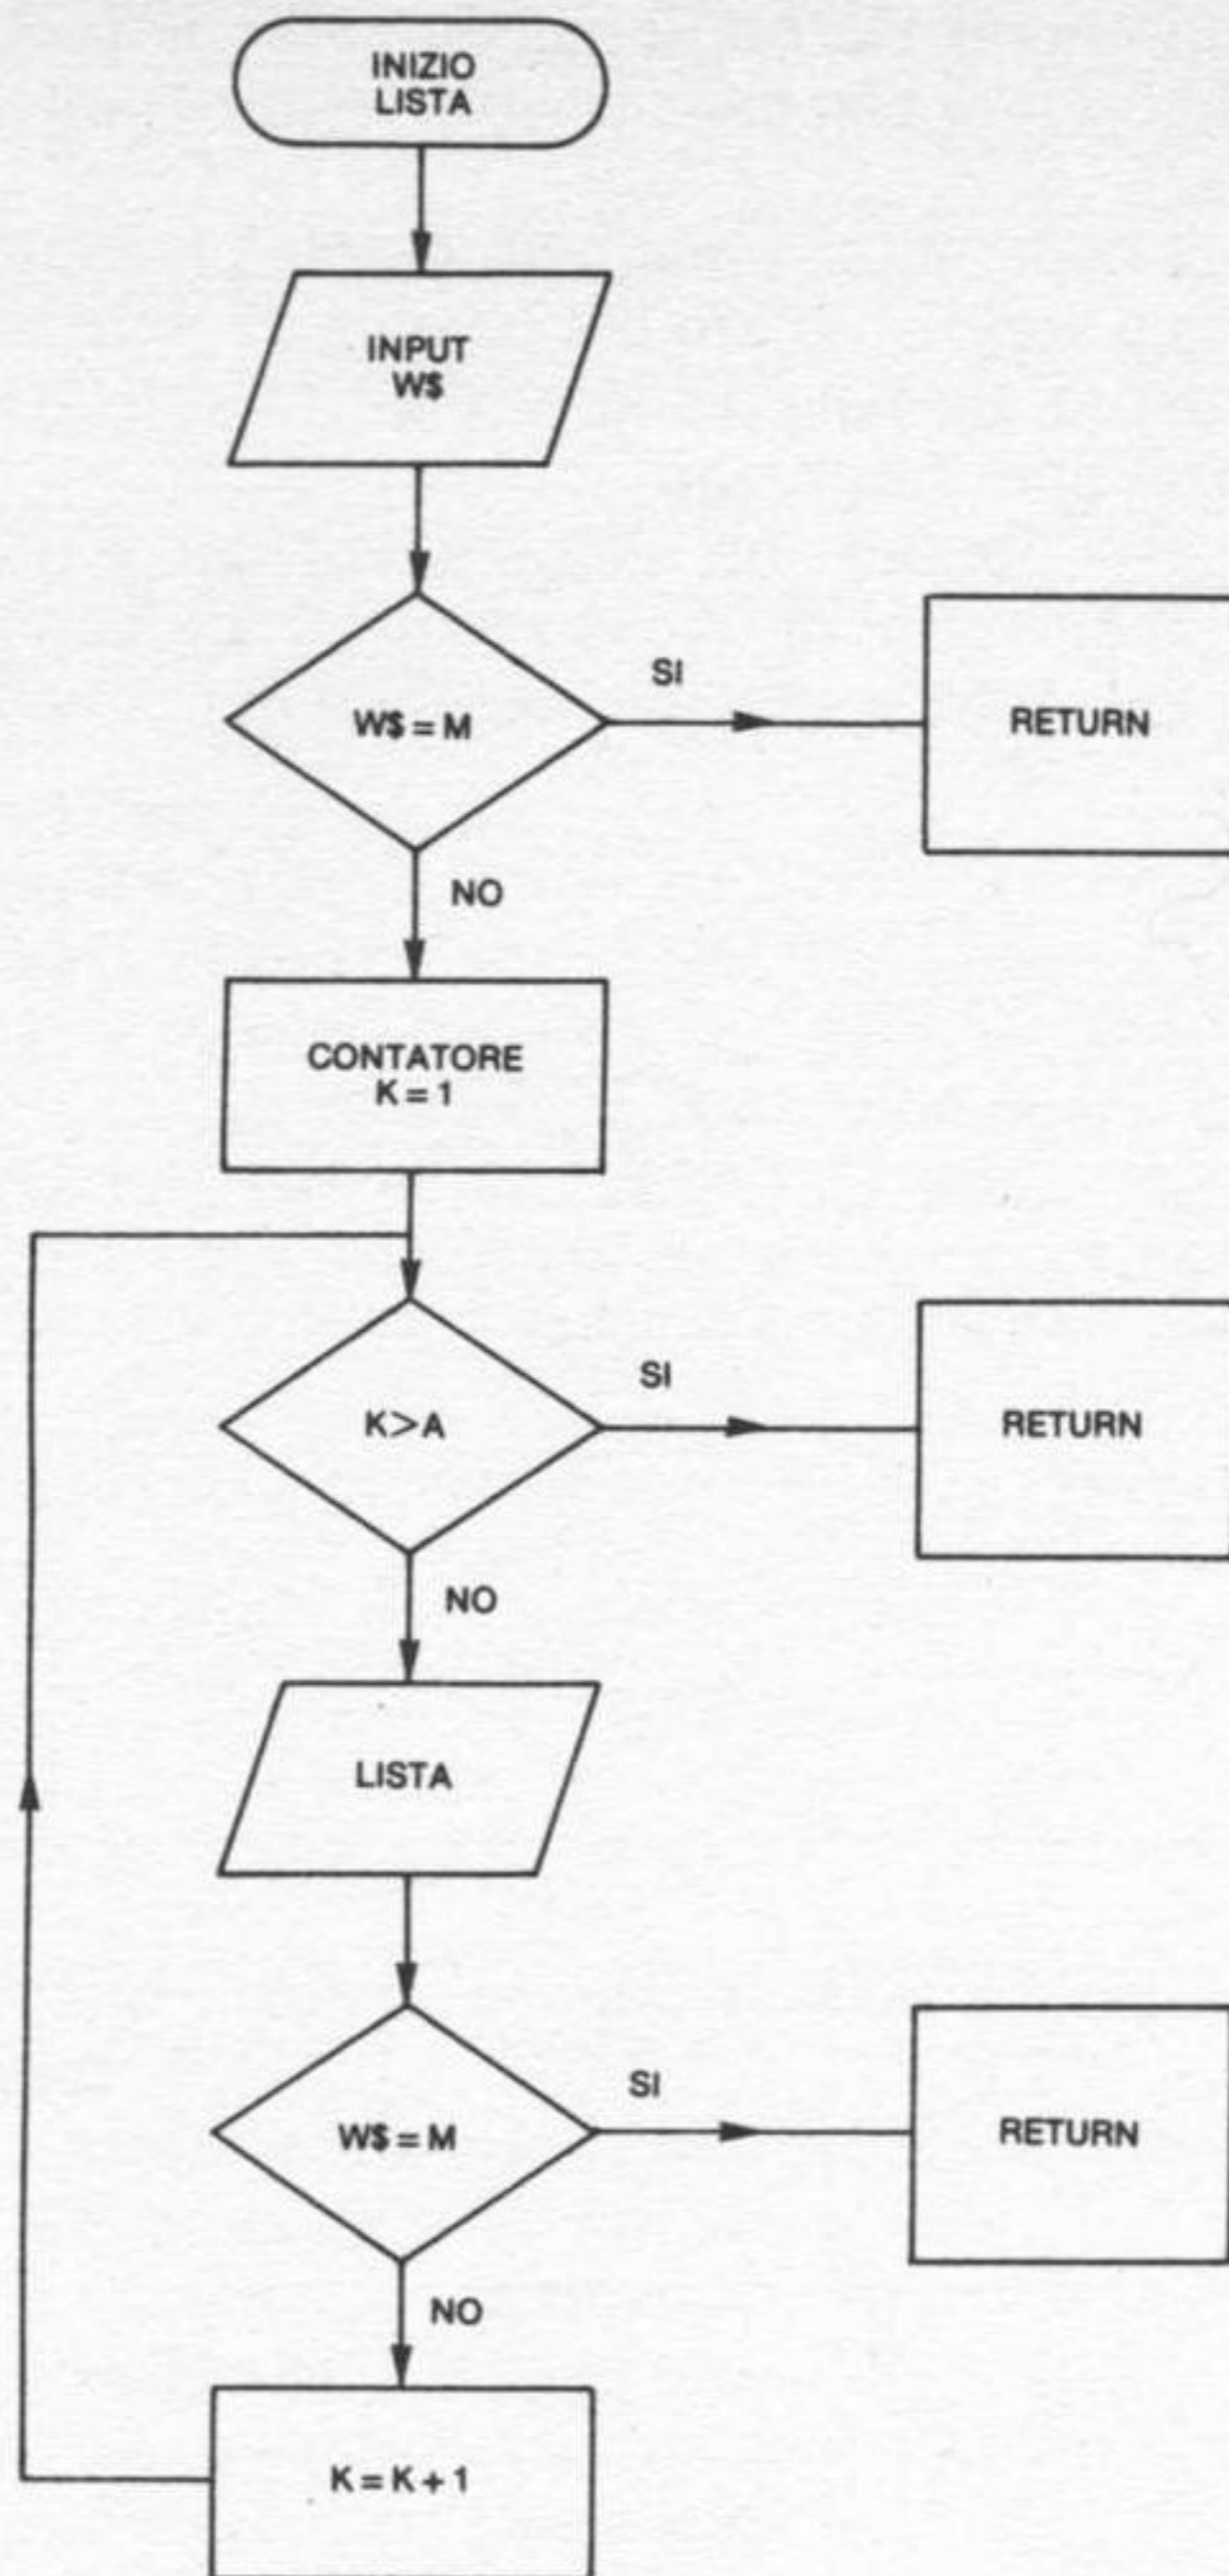 INIZIO
LISTA
INPUT
W$
W$ = M
SI
RETURN
NO
CONTATORE
K = 1
K>A
SI
RETURN
NO
LISTA
W$ = M
SI
RETURN
NO
K = K + 1